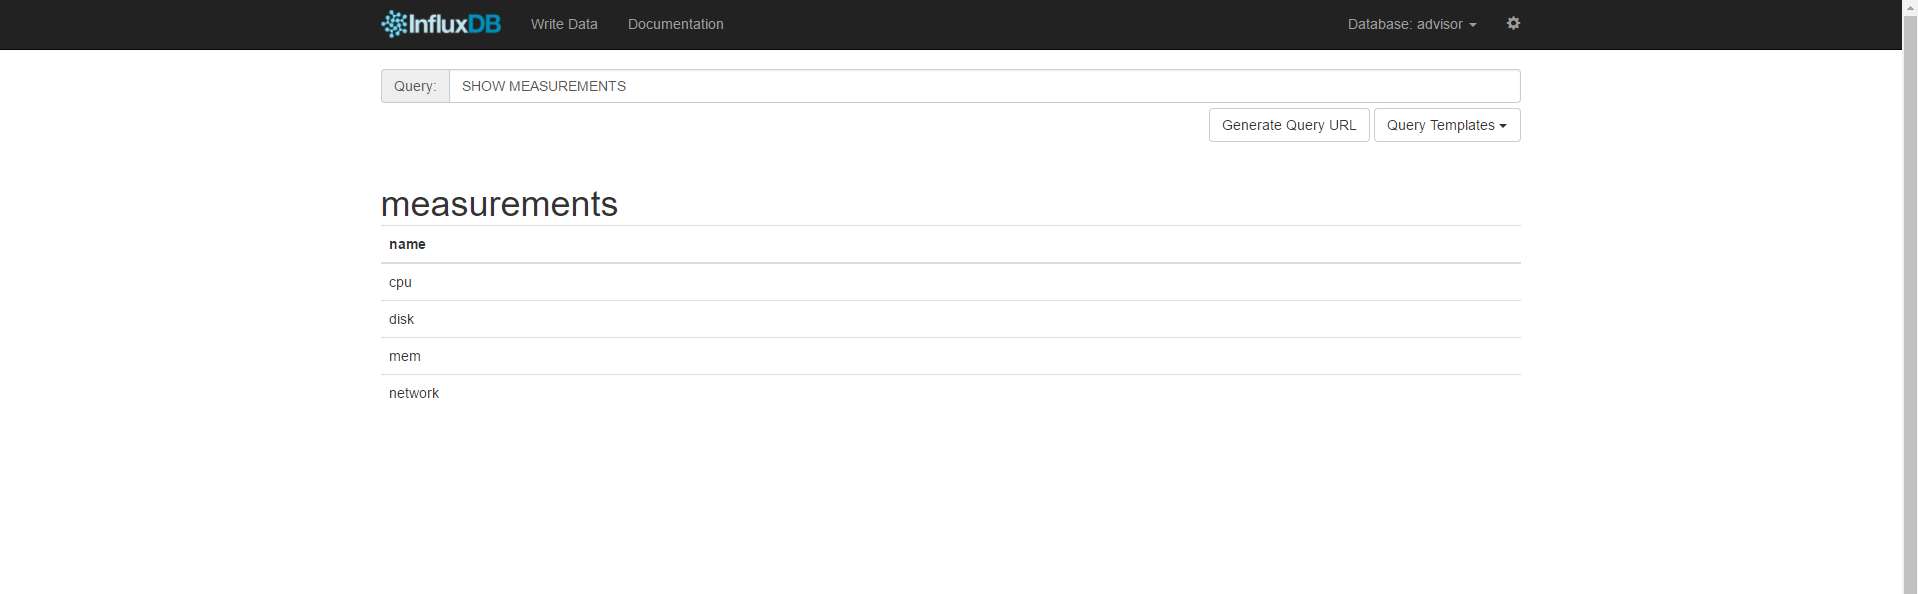 InfluxDB Write Data Documentation Database: advisor
Query: SHOW MEASUREMENTS
Generate Query URL Query Templates
measurements
name
cpu
disk
mem
network